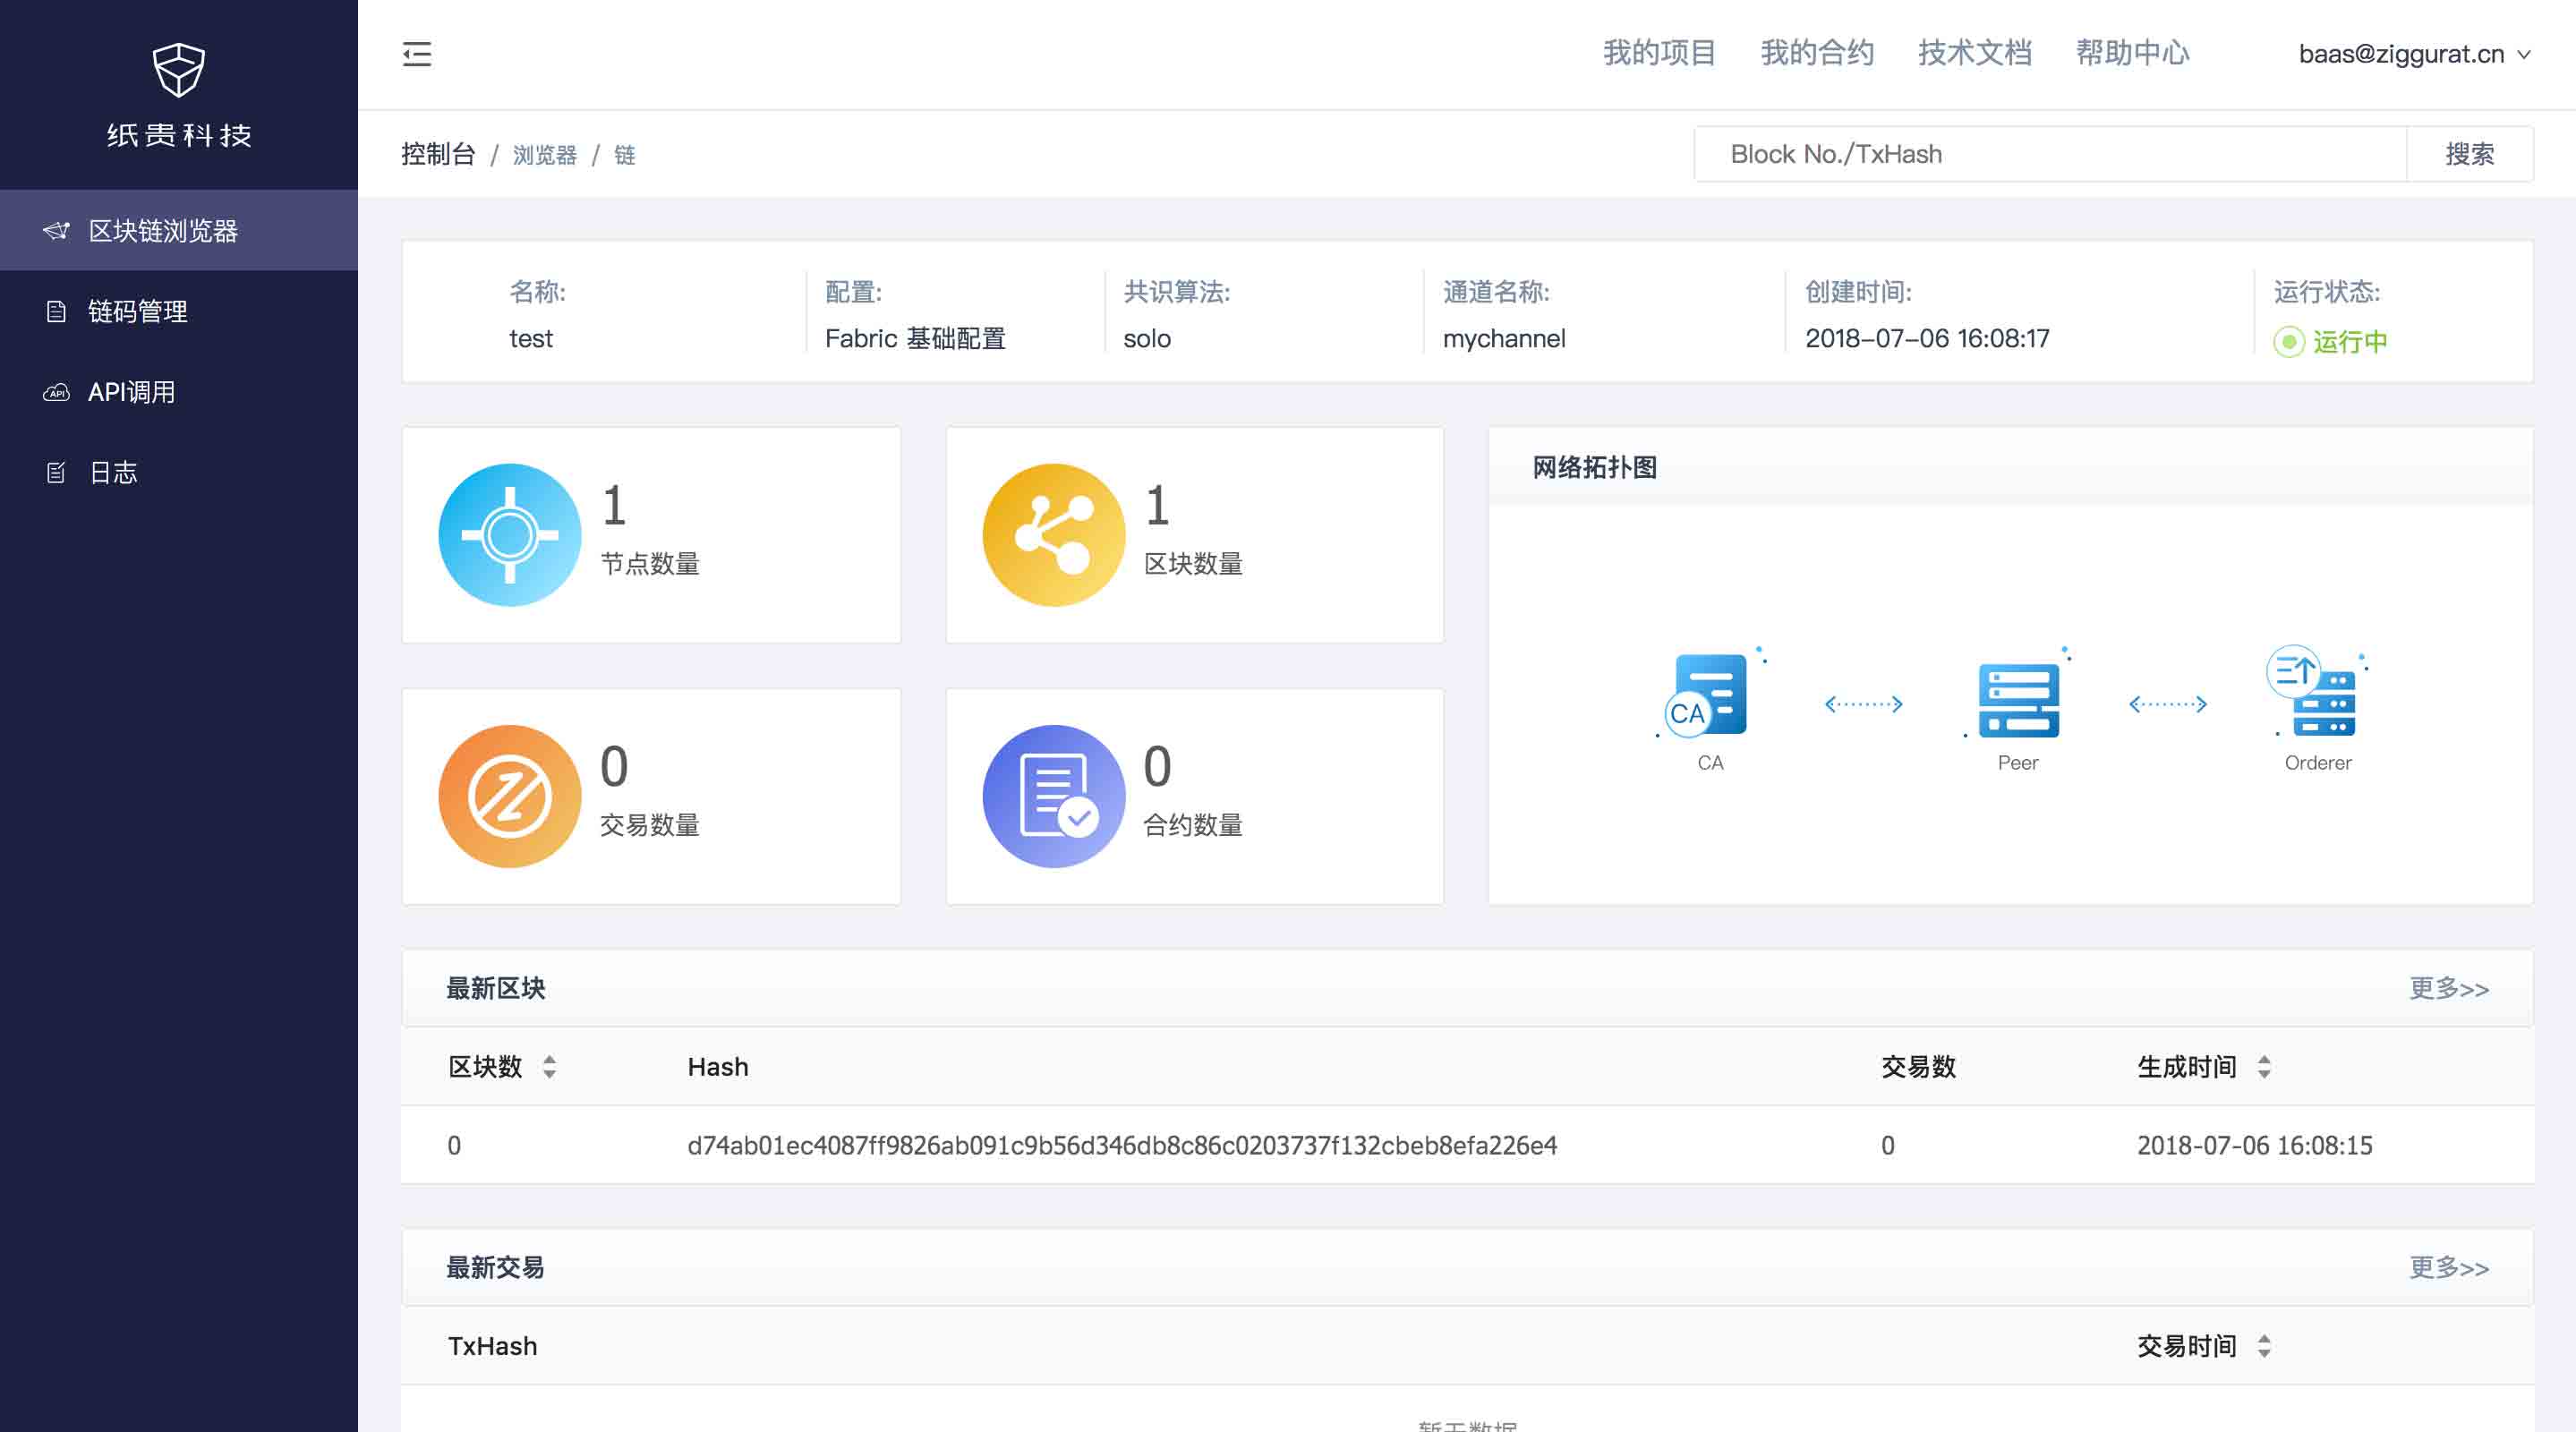 纸贵科技
区块链浏览器
链码管理
API
API调用
日志
我的项目 我的合约 技术文档 帮助中心 baas@ziggurat.cn
控制台 / 浏览器 / 链
Block No./TxHash 搜索
名称: 配置: 共识算法: 通道名称: 创建时间: 运行状态:
test Fabric 基础配置 solo mychannel 2018-07-06 16:08:17 运行中
1
节点数量
1
区块数量
0
交易数量
0
合约数量
网络拓扑图
CA
CA Peer Orderer
最新区块 更多>>
区块数 Hash 交易数 生成时间
0 d74ab01ec4087ff9826ab091c9b56d346db8c86c0203737f132cbeb8efa226e4 0 2018-07-06 16:08:15
最新交易 更多>>
TxHash 交易时间
暂无数据